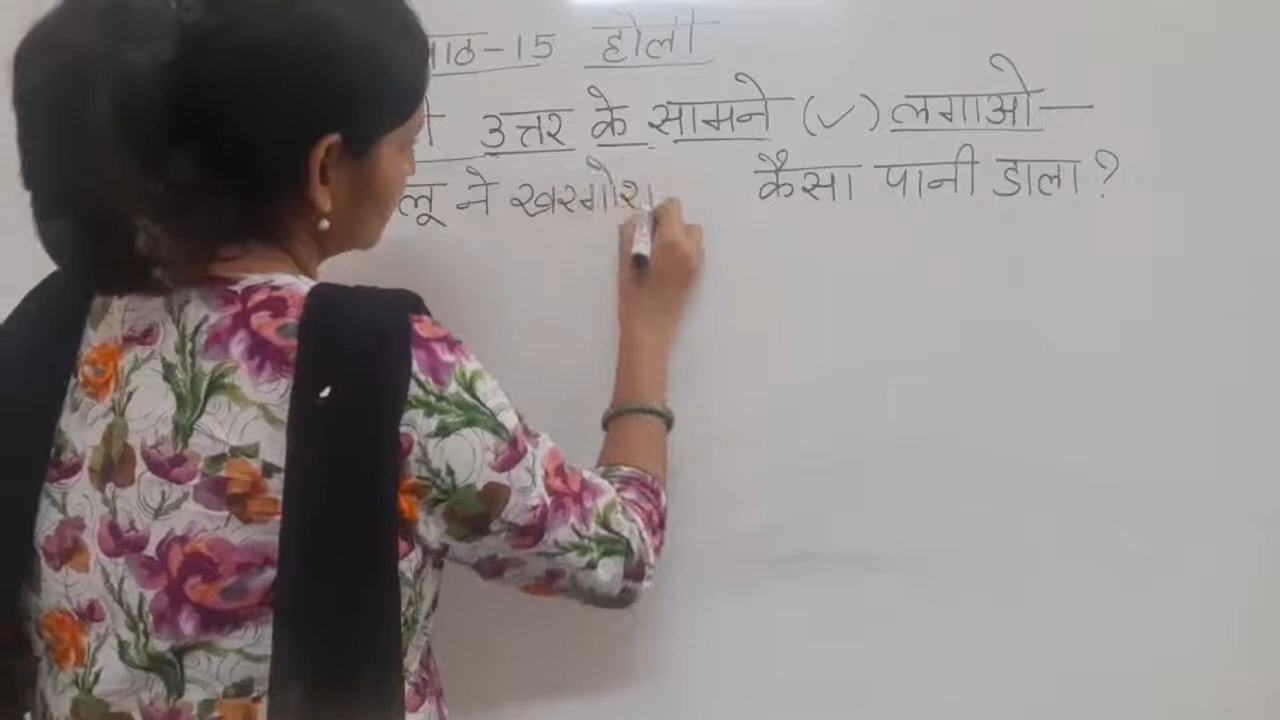 पाठ-15 होली
उत्तर के सामने (✓) लगाओ—
लू ने खरगोश कैसा पानी डाला?